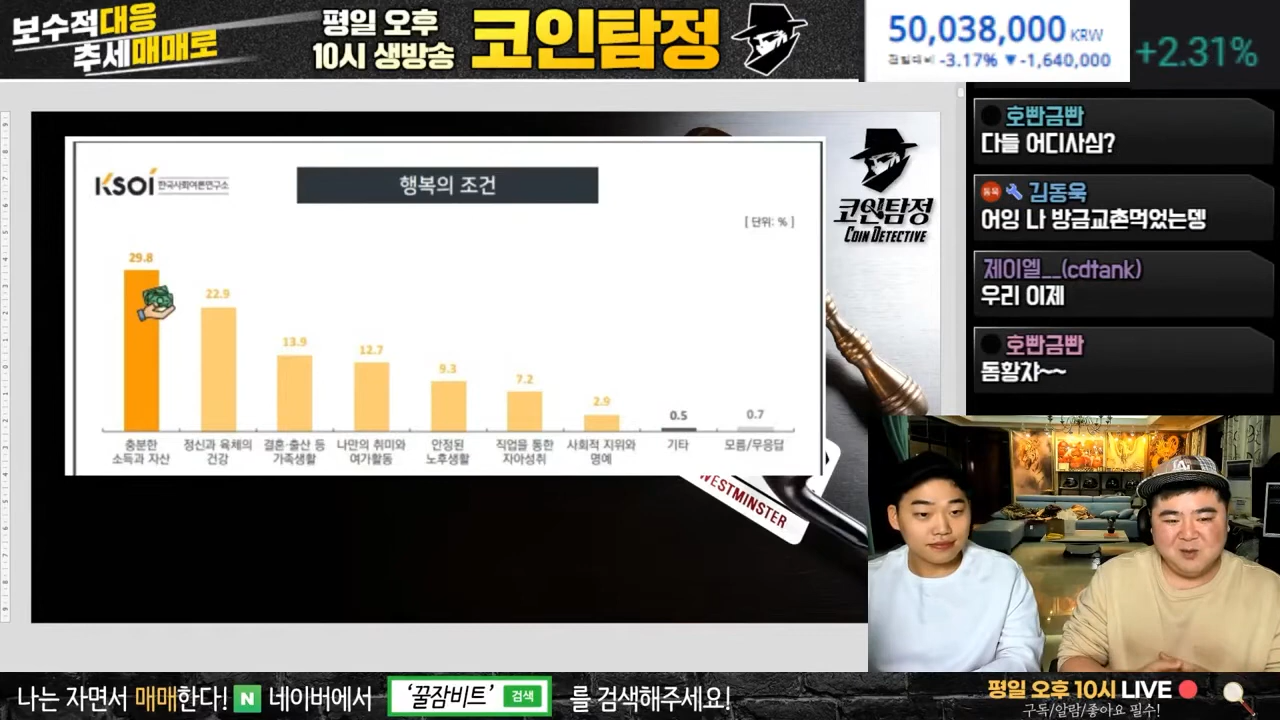 보수적대응
추세매매로
평일 오후
10시 생방송
코인탐정
50,038,000 KRW
전일대비 -3.17% ▼-1,640,000
+2.31%
KSOI 한국사회여론연구소
행복의 조건
[ 단위: % ]
29.8
22.9
13.9
12.7
9.3
7.2
2.9
0.5
0.7
충분한
소득과 자산
정신과 육체의
건강
결혼·출산 등
가족생활
나만의 취미와
여가활동
안정된
노후생활
직업을 통한
자아성취
사회적 지위와
명예
기타
모름/무응답
코인탐정
COIN DETECTIVE
WESTMINSTER
호빤금빤
다들 어디사심?
동욱 김동욱
어잉 나 방금교촌먹었는뎅
제이엘__(cdtank)
우리 이제
호빤금빤
돔황챠~~
나는 자면서 매매한다! N 네이버에서 '꿀잠비트' 검색 를 검색해주세요!
평일 오후 10시 LIVE
구독/알람/좋아요 필수!